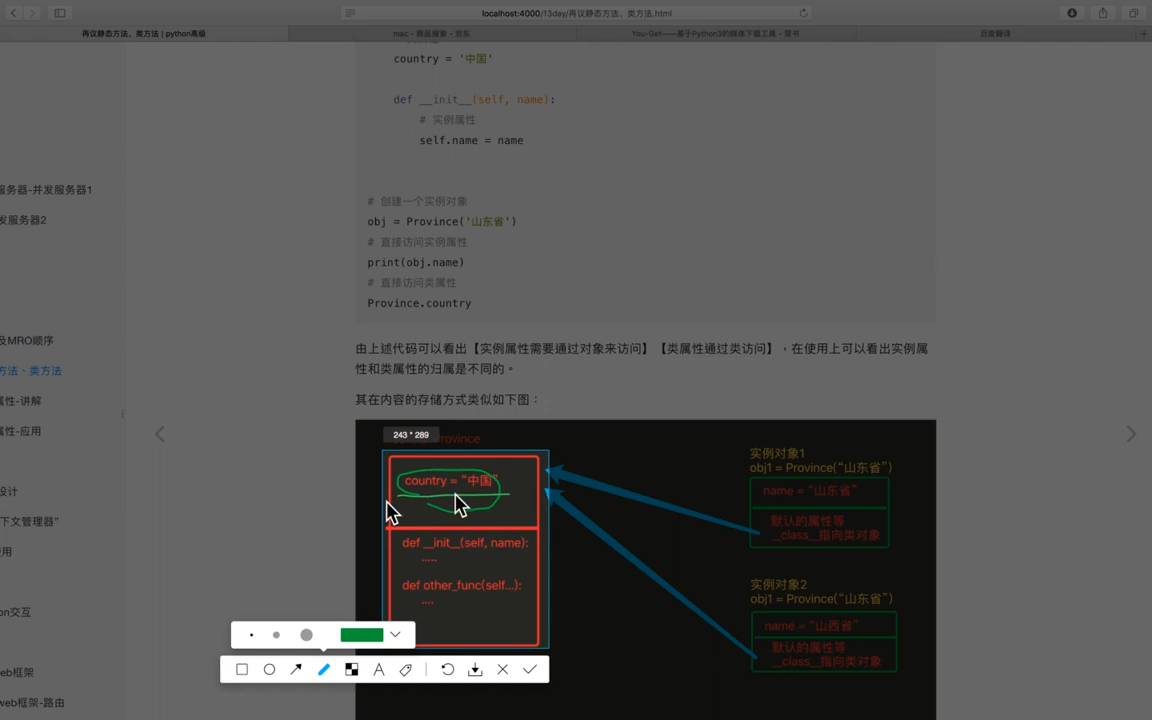 localhost:4000/13day/再议静态方法、类方法.html
再议静态方法、类方法 | python高级
mac - 商品搜索 - 京东
You-Get——基于Python3的媒体下载工具 - 简书
百度翻译
country = '中国'
def __init__(self, name):
# 实例属性
self.name = name
# 创建一个实例对象
obj = Province('山东省')
# 直接访问实例属性
print(obj.name)
# 直接访问类属性
Province.country
由上述代码可以看出【实例属性需要通过对象来访问】【类属性通过类访问】，在使用上可以看出实例属
性和类属性的归属是不同的。
其在内容的存储方式类似如下图：
服务器-并发服务器1
发服务器2
及MRO顺序
方法、类方法
属性-讲解
属性-应用
设计
下文管理器”
使用
on交互
eb框架
web框架-路由
243 * 289
rovince
country = “中国”
def __init__(self, name):
.....
def other_func(self...):
....
实例对象1
obj1 = Province(“山东省”)
name = “山东省”
默认的属性等
__class__指向类对象
实例对象2
obj1 = Province(“山东省”)
name = “山西省”
默认的属性等
__class__指向类对象
A